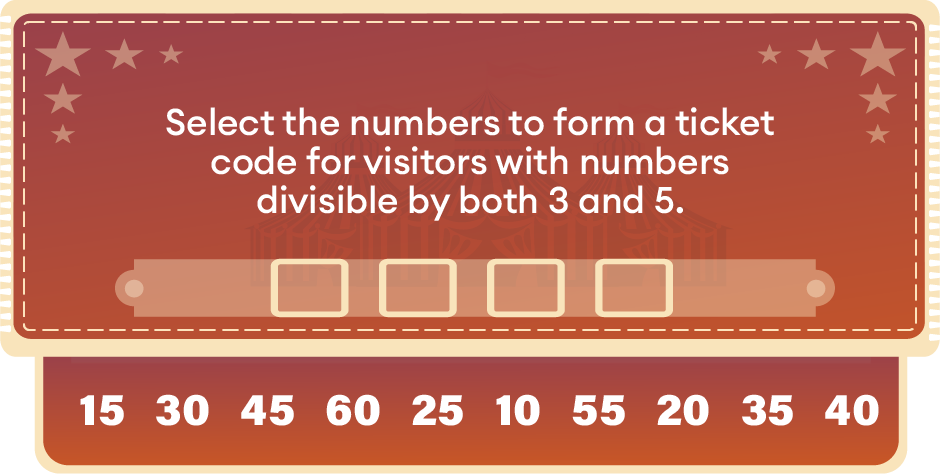 Select the numbers to form a ticket
code for visitors with numbers
divisible by both 3 and 5.
15 30 45 60 25 10 55 20 35 40